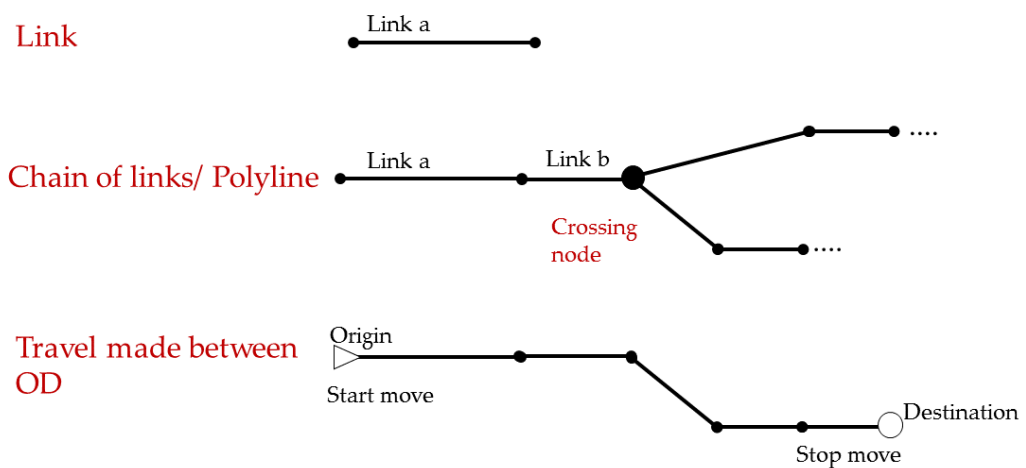 Link
Link a
Chain of links/ Polyline
Link a
Link b
....
Crossing
node
....
Travel made between
OD
Origin
Start move
Destination
Stop move